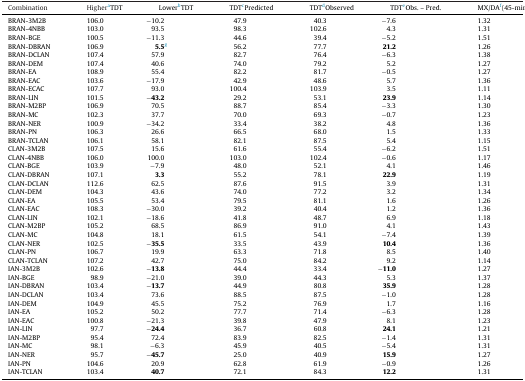 Combination Higher TDT Lower TDT TDT Predicted TDT Observed TDT Obs. – Pred. MX/DA (45-min
BRAN-3M2B 106.0 −10.2 47.9 40.3 −7.6 1.32
BRAN-4NBB 103.0 93.5 98.3 102.6 4.3 1.31
BRAN-BGE 100.5 −11.3 44.6 39.4 −5.2 1.51
BRAN-DBRAN 106.9 5.5 56.2 77.7 21.2 1.26
BRAN-DCLAN 107.4 57.9 82.7 76.4 −6.3 1.38
BRAN-DEM 107.4 40.6 74.0 79.2 5.2 1.27
BRAN-EA 108.9 55.4 82.2 81.7 −0.5 1.27
BRAN-EAC 103.6 −17.9 42.9 48.6 5.7 1.36
BRAN-ECAC 107.7 93.0 100.4 103.9 3.5 1.11
BRAN-LIN 101.5 −43.2 29.2 53.1 23.9 1.14
BRAN-M2BP 106.9 70.5 88.7 85.4 −3.3 1.30
BRAN-MC 102.3 37.7 70.0 69.3 −0.7 1.23
BRAN-NER 100.9 −34.2 33.4 38.2 4.8 1.36
BRAN-PN 106.3 26.6 66.5 68.0 1.5 1.33
BRAN-TCLAN 106.1 58.1 82.1 87.5 5.4 1.15
CLAN-3M2B 107.5 15.6 61.6 55.4 −6.2 1.51
CLAN-4NBB 106.0 100.0 103.0 102.4 −0.6 1.17
CLAN-BGE 103.9 −7.9 48.0 52.1 4.1 1.46
CLAN-DBRAN 107.1 3.3 55.2 78.1 22.9 1.19
CLAN-DCLAN 112.6 62.5 87.6 91.5 3.9 1.31
CLAN-DEM 104.3 43.6 74.0 77.2 3.2 1.34
CLAN-EA 105.5 53.4 79.5 81.1 1.6 1.26
CLAN-EAC 108.3 −30.0 39.2 40.4 1.2 1.36
CLAN-LIN 102.1 −18.6 41.8 48.7 6.9 1.18
CLAN-M2BP 105.2 68.5 86.9 91.0 4.1 1.43
CLAN-MC 104.8 18.1 61.5 54.1 −7.4 1.39
CLAN-NER 102.5 −35.5 33.5 43.9 10.4 1.36
CLAN-PN 106.7 19.9 63.3 71.8 8.5 1.40
CLAN-TCLAN 107.2 42.7 75.0 84.2 9.2 1.14
IAN-3M2B 102.6 −13.8 44.4 33.4 −11.0 1.27
IAN-BGE 98.9 −21.0 39.0 44.3 5.3 1.37
IAN-DBRAN 103.4 −13.7 44.9 80.8 35.9 1.28
IAN-DCLAN 103.4 73.6 88.5 87.5 −1.0 1.28
IAN-DEM 104.9 45.5 75.2 76.9 1.7 1.16
IAN-EA 105.2 50.2 77.7 71.4 −6.3 1.28
IAN-EAC 100.8 −21.3 39.8 47.9 8.1 1.23
IAN-LIN 97.7 −24.4 36.7 60.8 24.1 1.21
IAN-M2BP 95.4 72.4 83.9 82.5 −1.4 1.31
IAN-MC 98.1 −6.3 45.9 40.5 −5.4 1.31
IAN-NER 95.7 −45.7 25.0 40.9 15.9 1.27
IAN-PN 104.6 20.9 62.8 61.9 −0.9 1.26
IAN-TCLAN 103.4 40.7 72.1 84.3 12.2 1.31